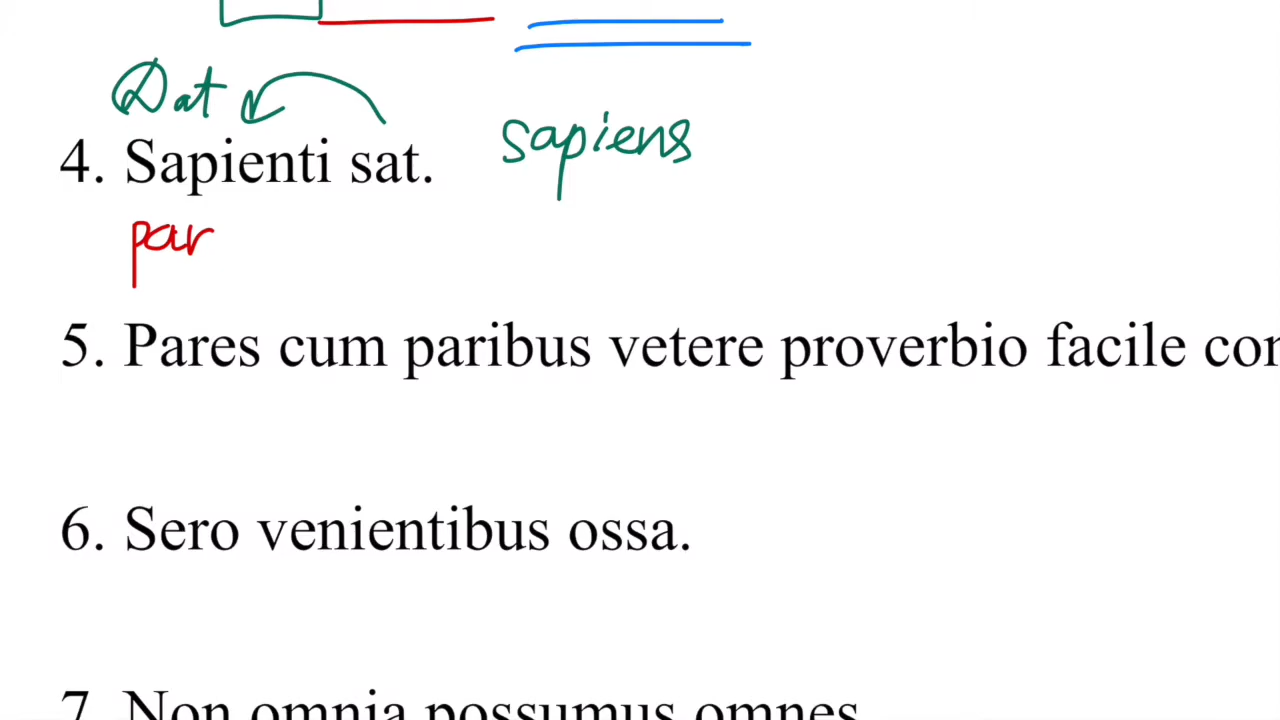 Dat
4. Sapienti sat. sapiens
par
5. Pares cum paribus vetere proverbio facile con
6. Sero venientibus ossa.
7. Non omnia possumus omnes